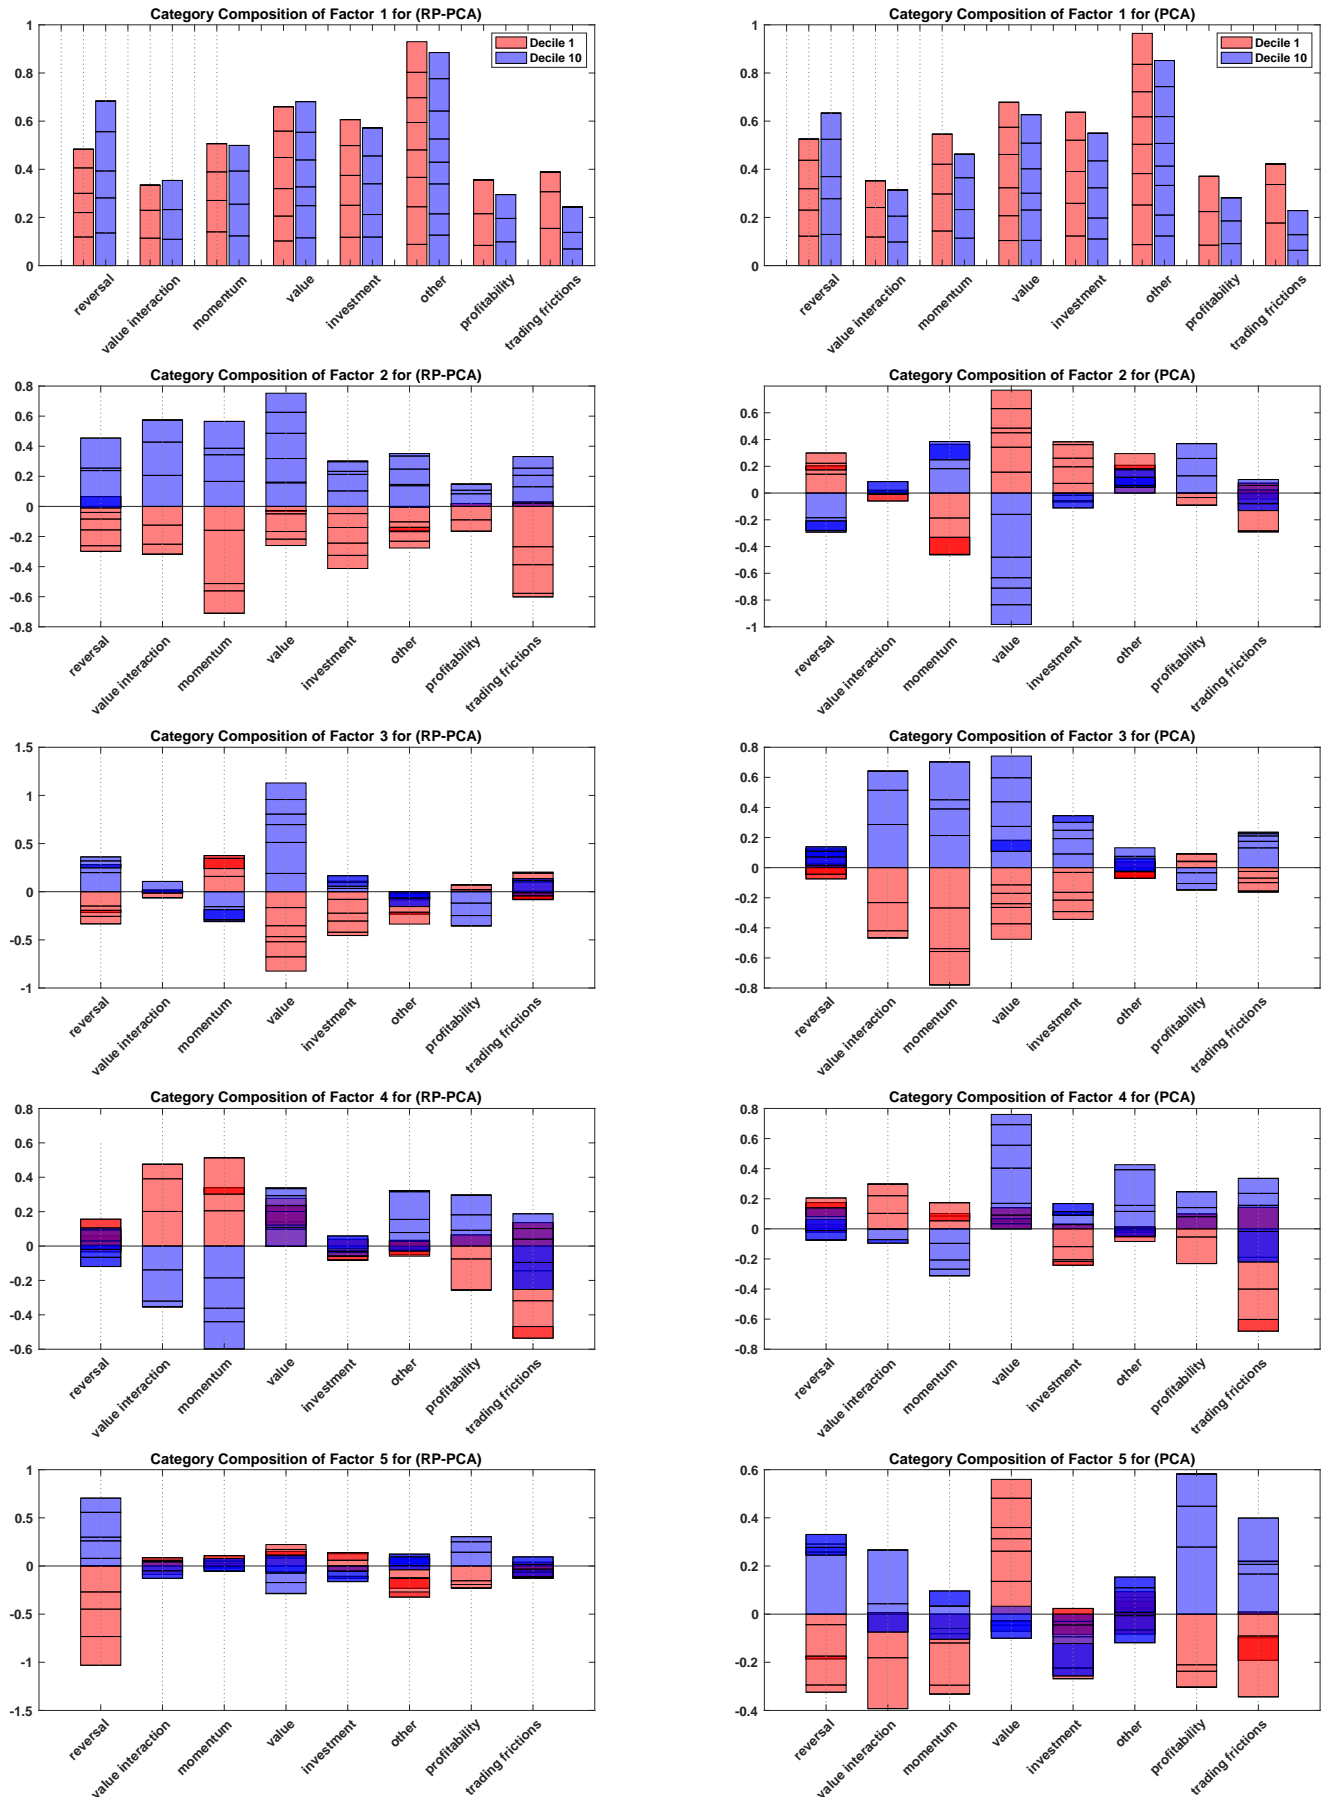 Category Composition of Factor 1 for (RP-PCA)
1
0.8
0.6
0.4
0.2
0
Decile 1
Decile 10
reversal
value interaction
momentum
value
investment
other
profitability
trading frictions
Category Composition of Factor 1 for (PCA)
1
0.8
0.6
0.4
0.2
0
Decile 1
Decile 10
reversal
value interaction
momentum
value
investment
other
profitability
trading frictions
Category Composition of Factor 2 for (RP-PCA)
0.8
0.6
0.4
0.2
0
-0.2
-0.4
-0.6
-0.8
reversal
value interaction
momentum
value
investment
other
profitability
trading frictions
Category Composition of Factor 2 for (PCA)
0.6
0.4
0.2
0
-0.2
-0.4
-0.6
-0.8
-1
reversal
value interaction
momentum
value
investment
other
profitability
trading frictions
Category Composition of Factor 3 for (RP-PCA)
1.5
1
0.5
0
-0.5
-1
reversal
value interaction
momentum
value
investment
other
profitability
trading frictions
Category Composition of Factor 3 for (PCA)
0.8
0.6
0.4
0.2
0
-0.2
-0.4
-0.6
-0.8
reversal
value interaction
momentum
value
investment
other
profitability
trading frictions
Category Composition of Factor 4 for (RP-PCA)
0.8
0.6
0.4
0.2
0
-0.2
-0.4
-0.6
reversal
value interaction
momentum
value
investment
other
profitability
trading frictions
Category Composition of Factor 4 for (PCA)
0.8
0.6
0.4
0.2
0
-0.2
-0.4
-0.6
-0.8
reversal
value interaction
momentum
value
investment
other
profitability
trading frictions
Category Composition of Factor 5 for (RP-PCA)
1
0.5
0
-0.5
-1
-1.5
reversal
value interaction
momentum
value
investment
other
profitability
trading frictions
Category Composition of Factor 5 for (PCA)
0.6
0.4
0.2
0
-0.2
-0.4
reversal
value interaction
momentum
value
investment
other
profitability
trading frictions